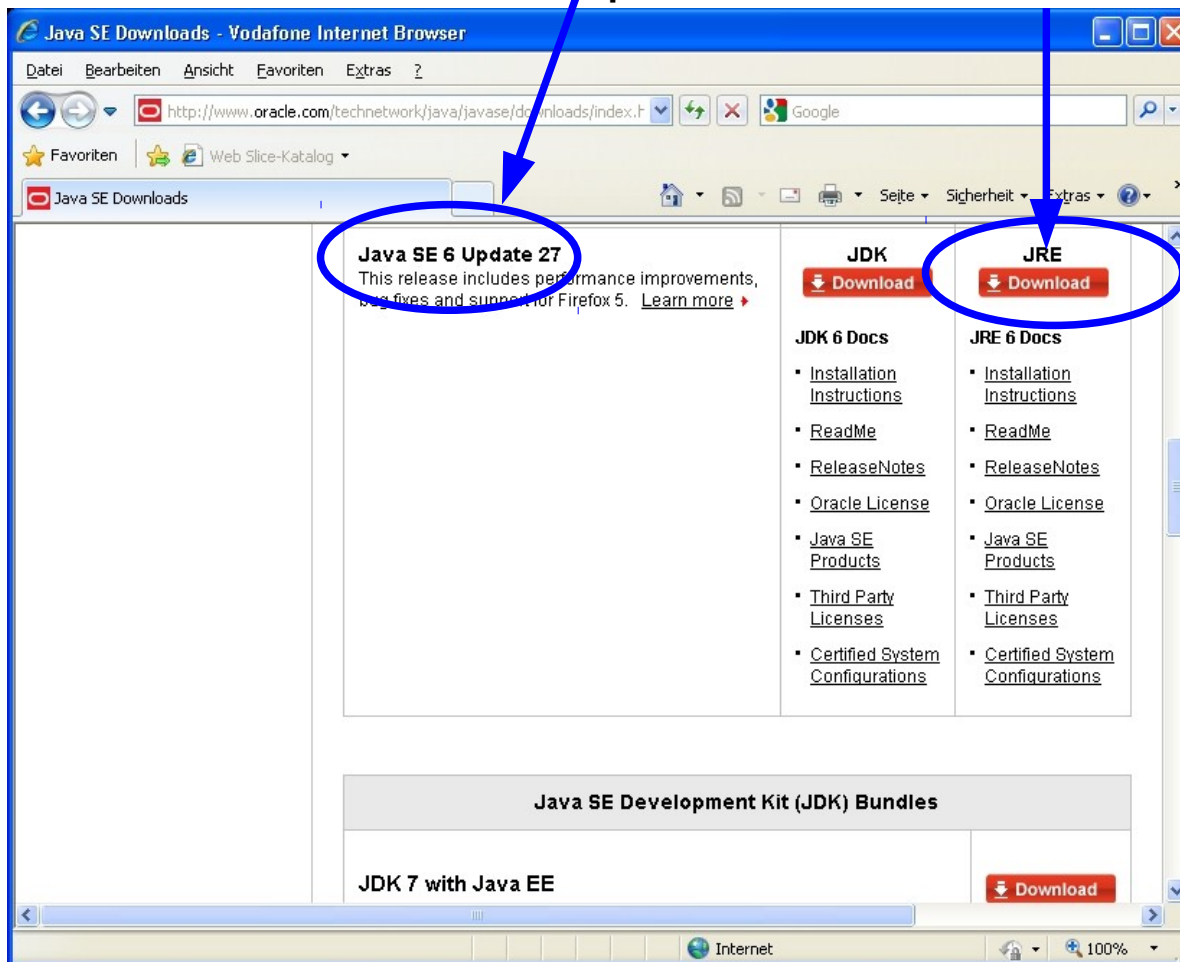 Java SE Downloads - Vodafone Internet Browser
Datei Bearbeiten Ansicht Favoriten Extras ?
http://www.oracle.com/technetwork/java/javase/downloads/index.h
Google
Favoriten Web Slice-Katalog
Java SE Downloads
Seite Sicherheit Extras
Java SE 6 Update 27
This release includes performance improvements,
bug fixes and support for Firefox 5. Learn more
JDK
Download
JDK 6 Docs
Installation
Instructions
ReadMe
ReleaseNotes
Oracle License
Java SE
Products
Third Party
Licenses
Certified System
Configurations
JRE
Download
JRE 6 Docs
Installation
Instructions
ReadMe
ReleaseNotes
Oracle License
Java SE
Products
Third Party
Licenses
Certified System
Configurations
Java SE Development Kit (JDK) Bundles
JDK 7 with Java EE
Download
Internet
100%